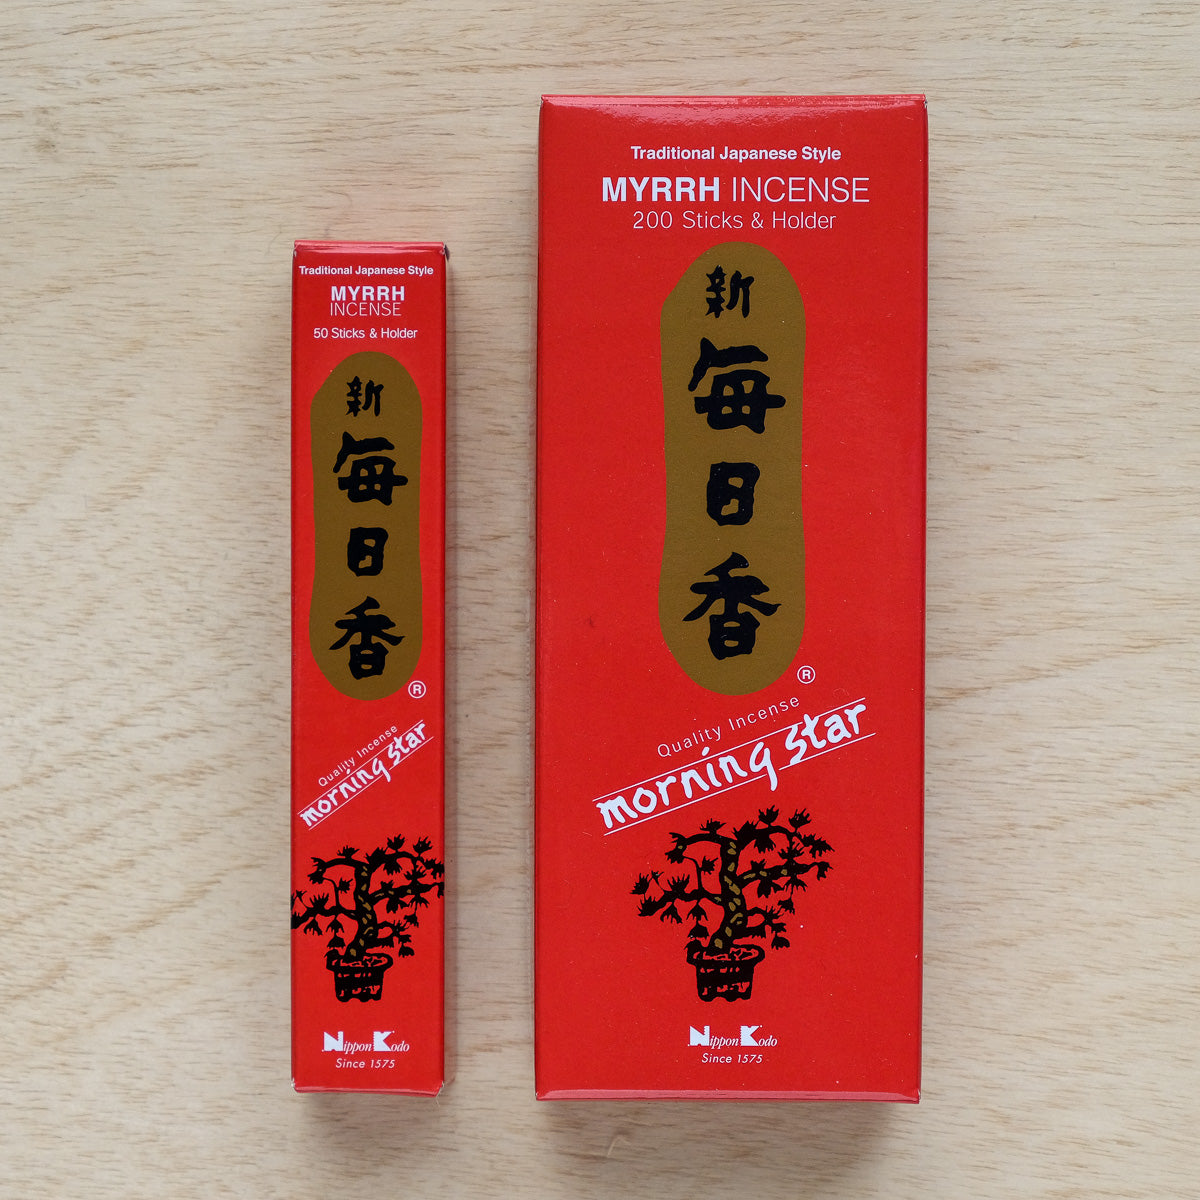 Traditional Japanese Style
MYRRH
INCENSE
50 Sticks & Holder
新
毎
日
香
®
Quality Incense
morning star
Nippon Kodo
Since 1575
Traditional Japanese Style
MYRRH INCENSE
200 Sticks & Holder
新
毎
日
香
®
Quality Incense
morning star
Nippon Kodo
Since 1575